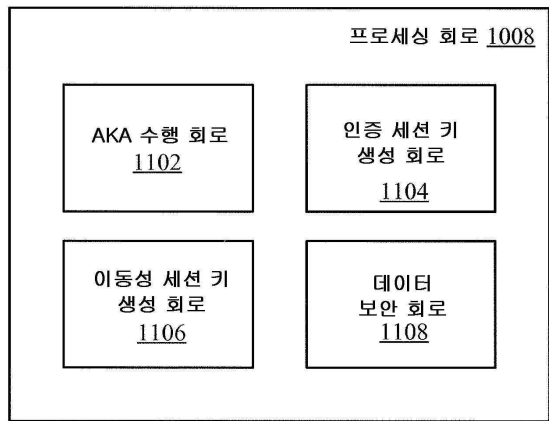 프로세싱 회로 1008
AKA 수행 회로
1102
인증 세션 키
생성 회로
1104
이동성 세션 키
생성 회로
1106
데이터
보안 회로
1108